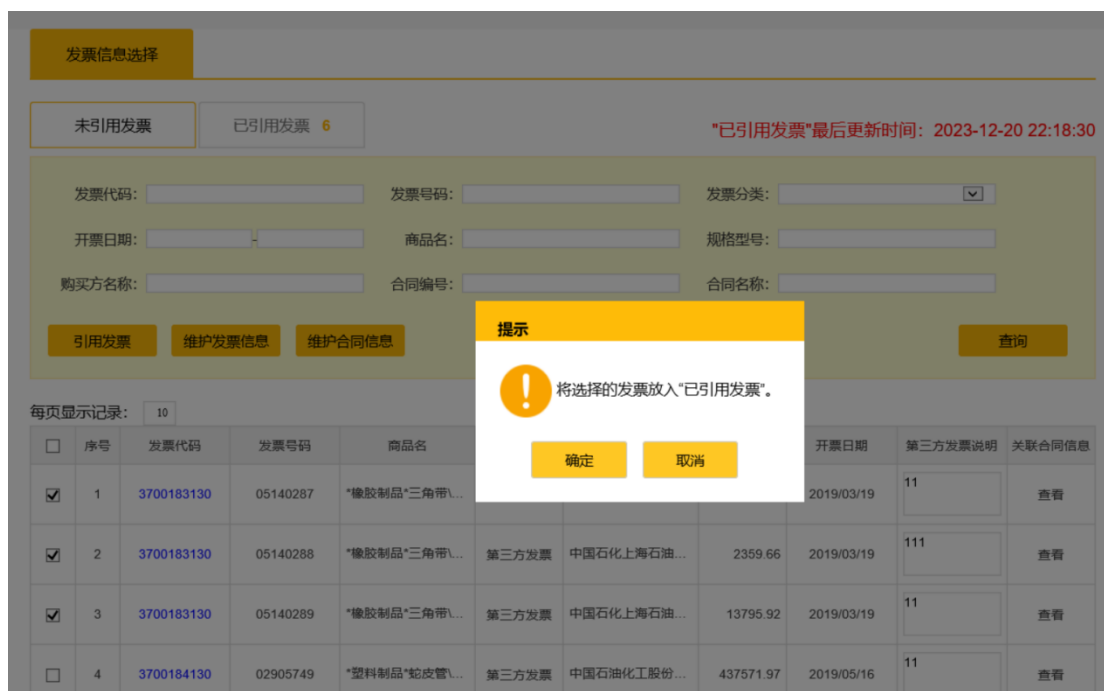 发票信息选择
未引用发票 已引用发票 6 "已引用发票"最后更新时间：2023-12-20 22:18:30
发票代码： 发票号码： 发票分类：
开票日期： - 商品名： 规格型号：
购买方名称： 合同编号： 合同名称：
引用发票 维护发票信息 维护合同信息 查询
提示
将选择的发票放入“已引用发票”。
确定 取消
每页显示记录： 10
序号 发票代码 发票号码 商品名 开票日期 第三方发票说明 关联合同信息
1 3700183130 05140287 *橡胶制品*三角带\... 2019/03/19 11 查看
2 3700183130 05140288 *橡胶制品*三角带\... 第三方发票 中国石化上海石油... 2359.66 2019/03/19 111 查看
3 3700183130 05140289 *橡胶制品*三角带\... 第三方发票 中国石化上海石油... 13795.92 2019/03/19 11 查看
4 3700184130 02905749 *塑料制品*蛇皮管\... 第三方发票 中国石油化工股份... 437571.97 2019/05/16 11 查看